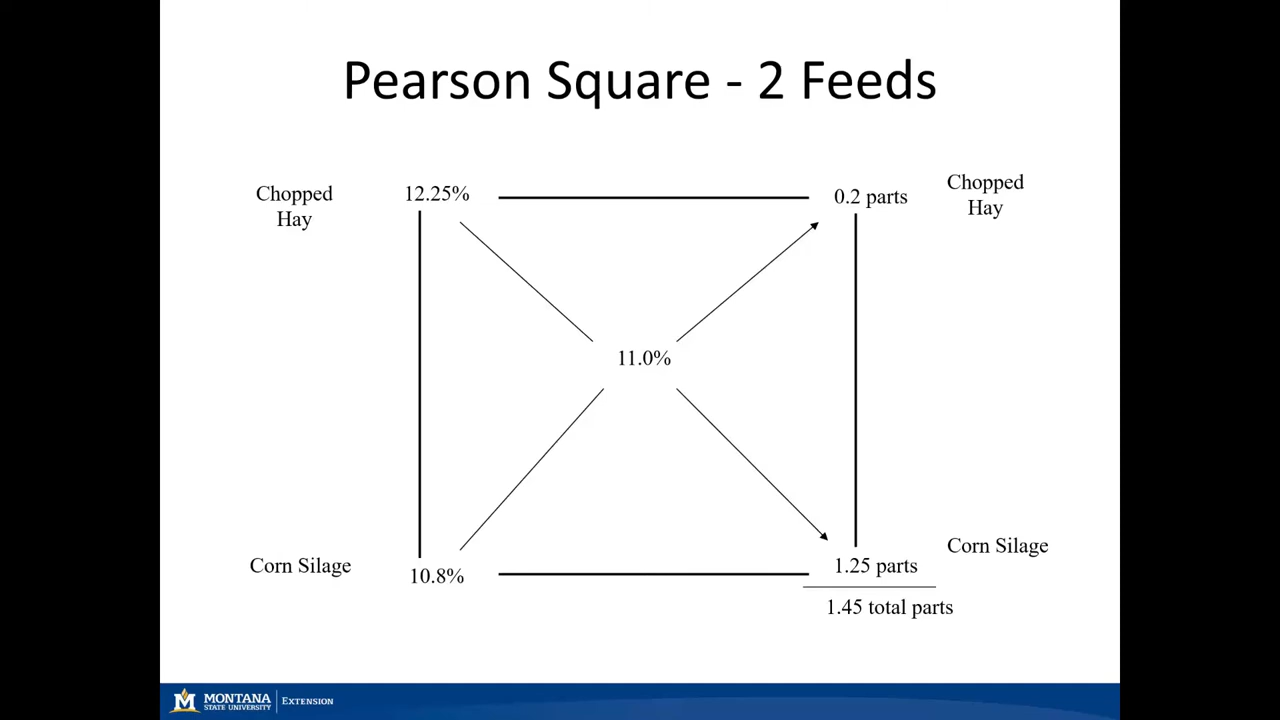 Pearson Square - 2 Feeds
Chopped
Hay
12.25%
0.2 parts
Chopped
Hay
11.0%
Corn Silage
10.8%
1.25 parts
Corn Silage
1.45 total parts
M
MONTANA
STATE UNIVERSITY
EXTENSION